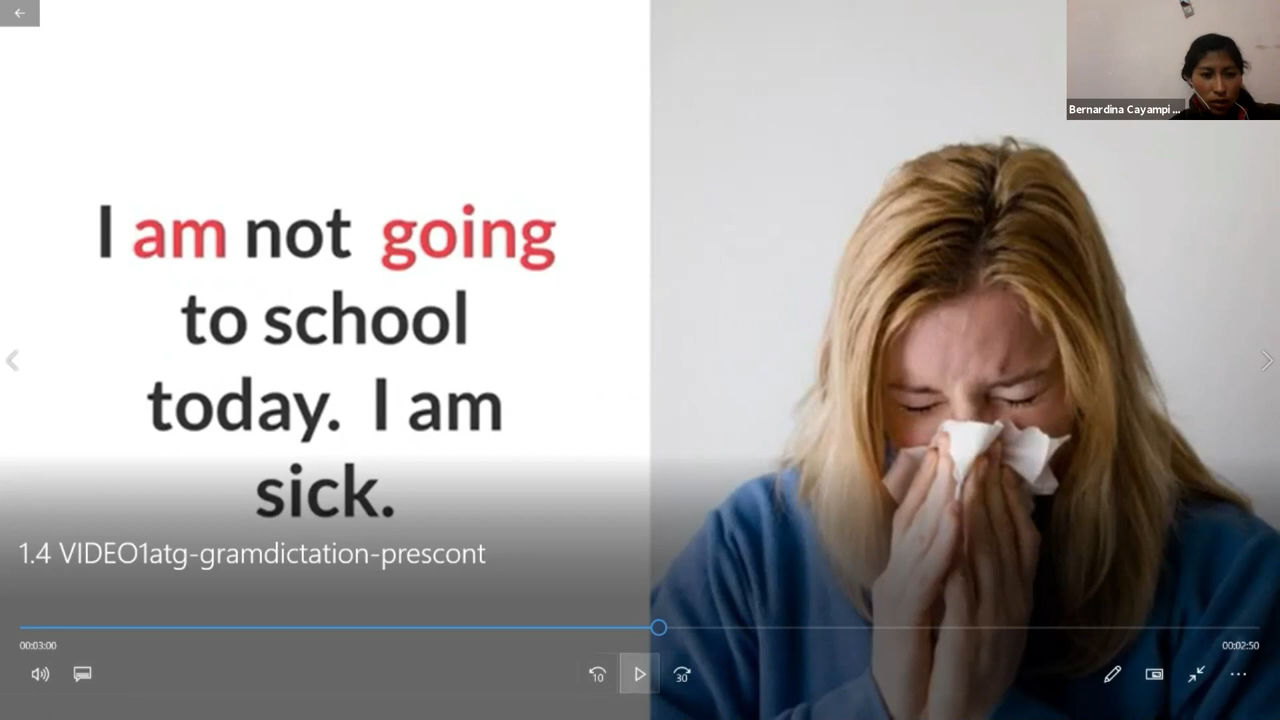 Bernardina Cayampi ...
I am not going
to school
today. I am
sick.
1.4 VIDEO1atg-gramdictation-prescont
00:03:00
00:02:50
10
30